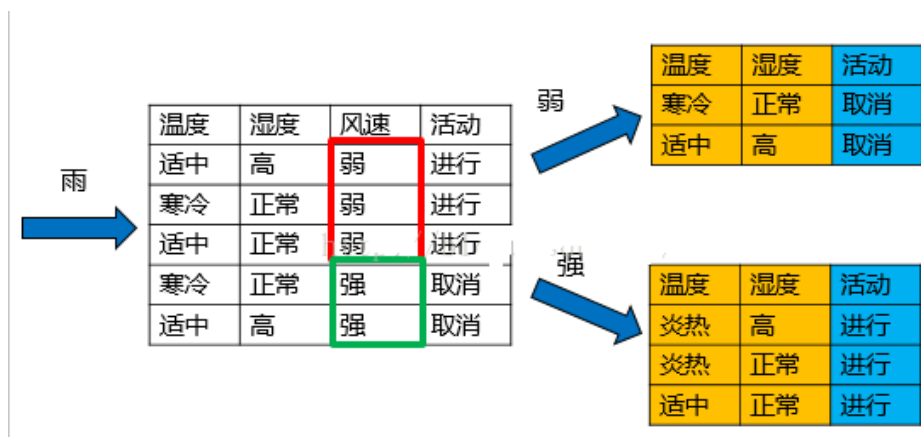 雨
温度 湿度 风速 活动
适中 高 弱 进行
寒冷 正常 弱 进行
适中 正常 弱 进行
寒冷 正常 强 取消
适中 高 强 取消
弱
温度 湿度 活动
寒冷 正常 取消
适中 高 取消
强
温度 湿度 活动
炎热 高 进行
炎热 正常 进行
适中 正常 进行